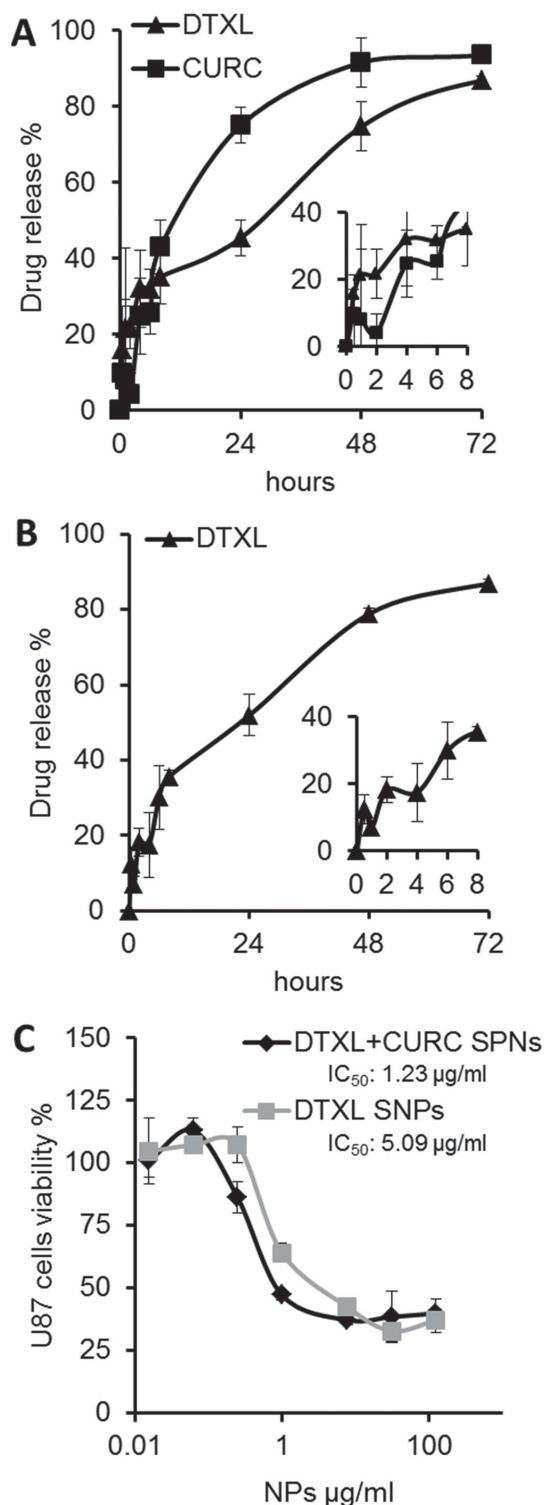 A
DTXL
CURC
Drug release %
100
80
60
40
20
0
40
20
0
0 2 4 6 8
0 24 48 72
hours
B
DTXL
Drug release %
100
80
60
40
20
0
40
20
0
0 2 4 6 8
0 24 48 72
hours
C
DTXL+CURC SPNs
IC50: 1.23 µg/ml
DTXL SNPs
IC50: 5.09 µg/ml
U87 cells viability %
150
125
100
75
50
25
0
0.01 1 100
NPs µg/ml